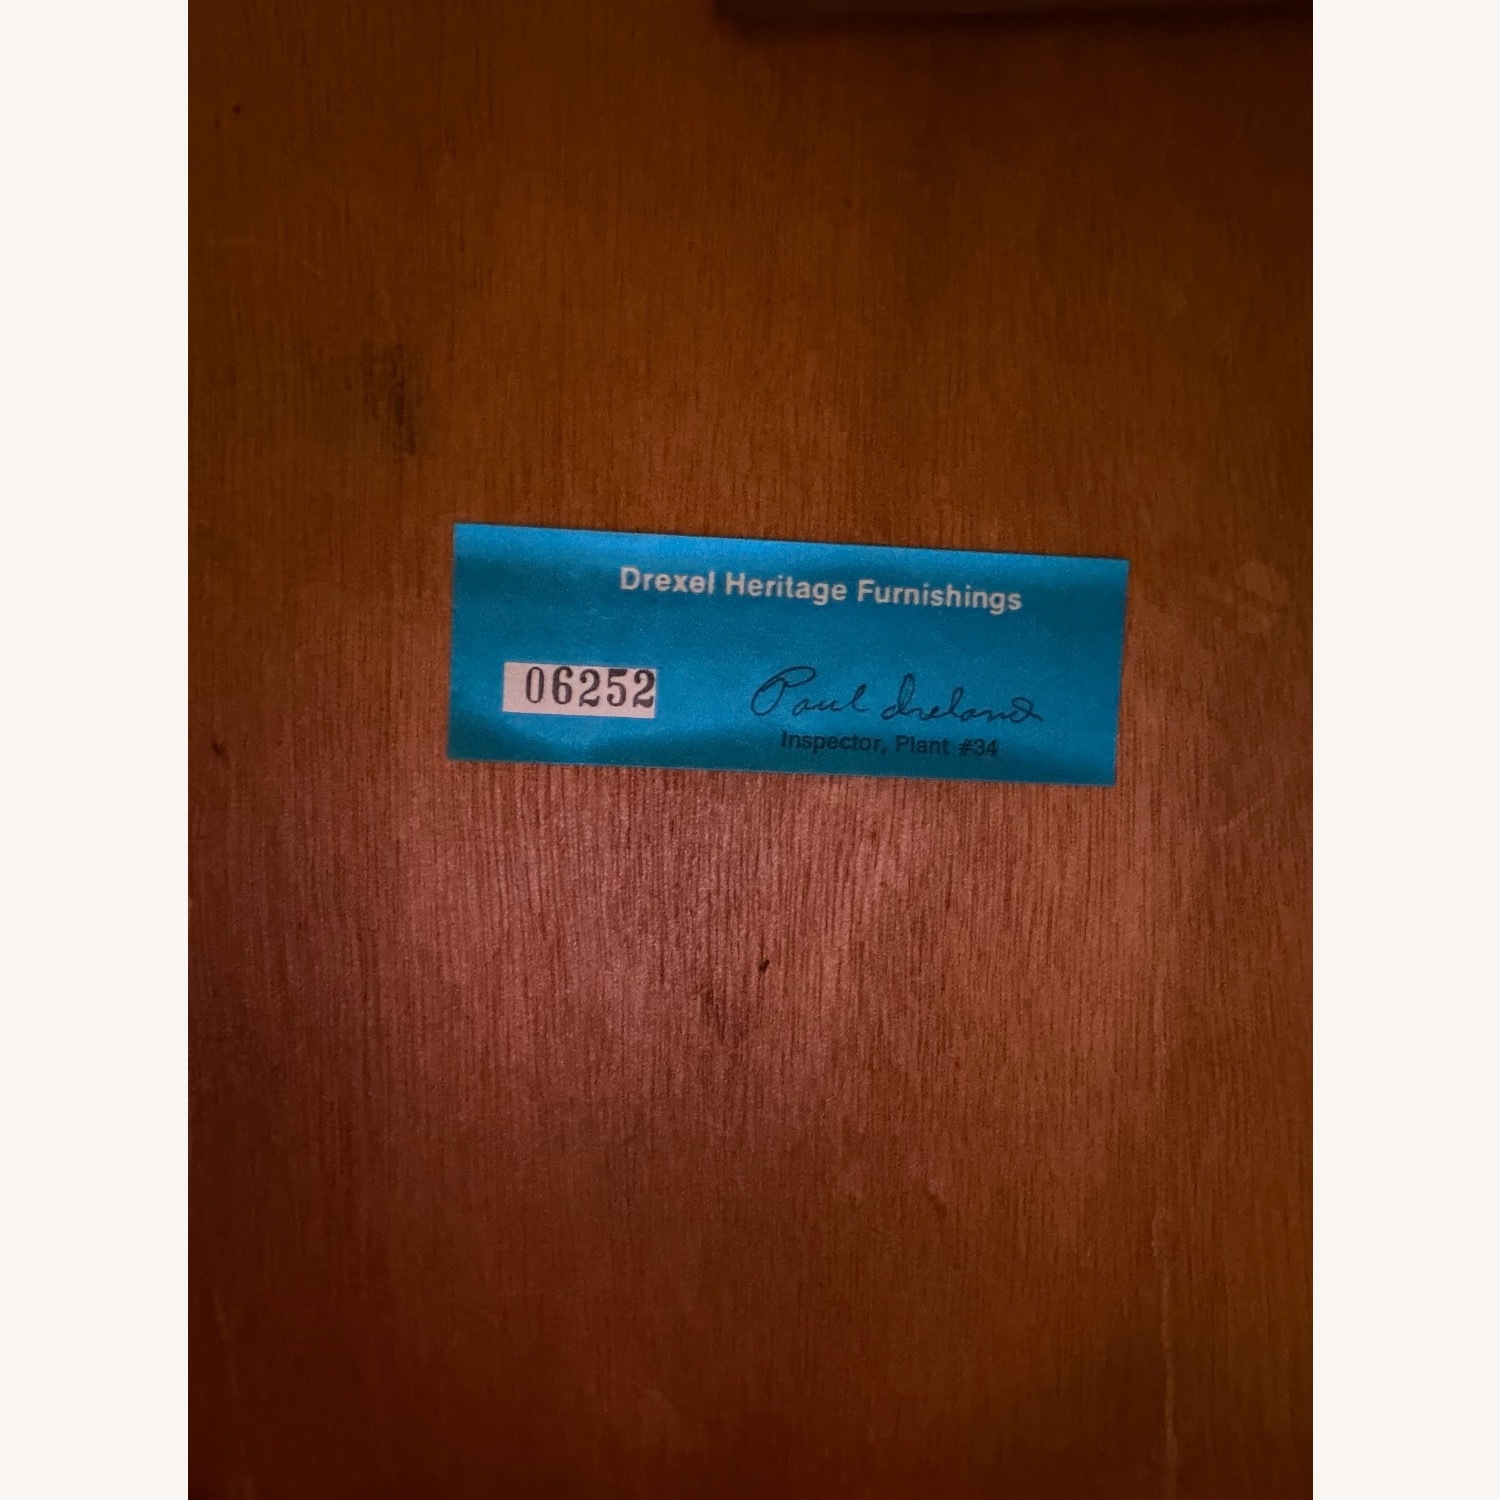 Drexel Heritage Furnishings
06252
Paul Ireland
Inspector, Plant #34